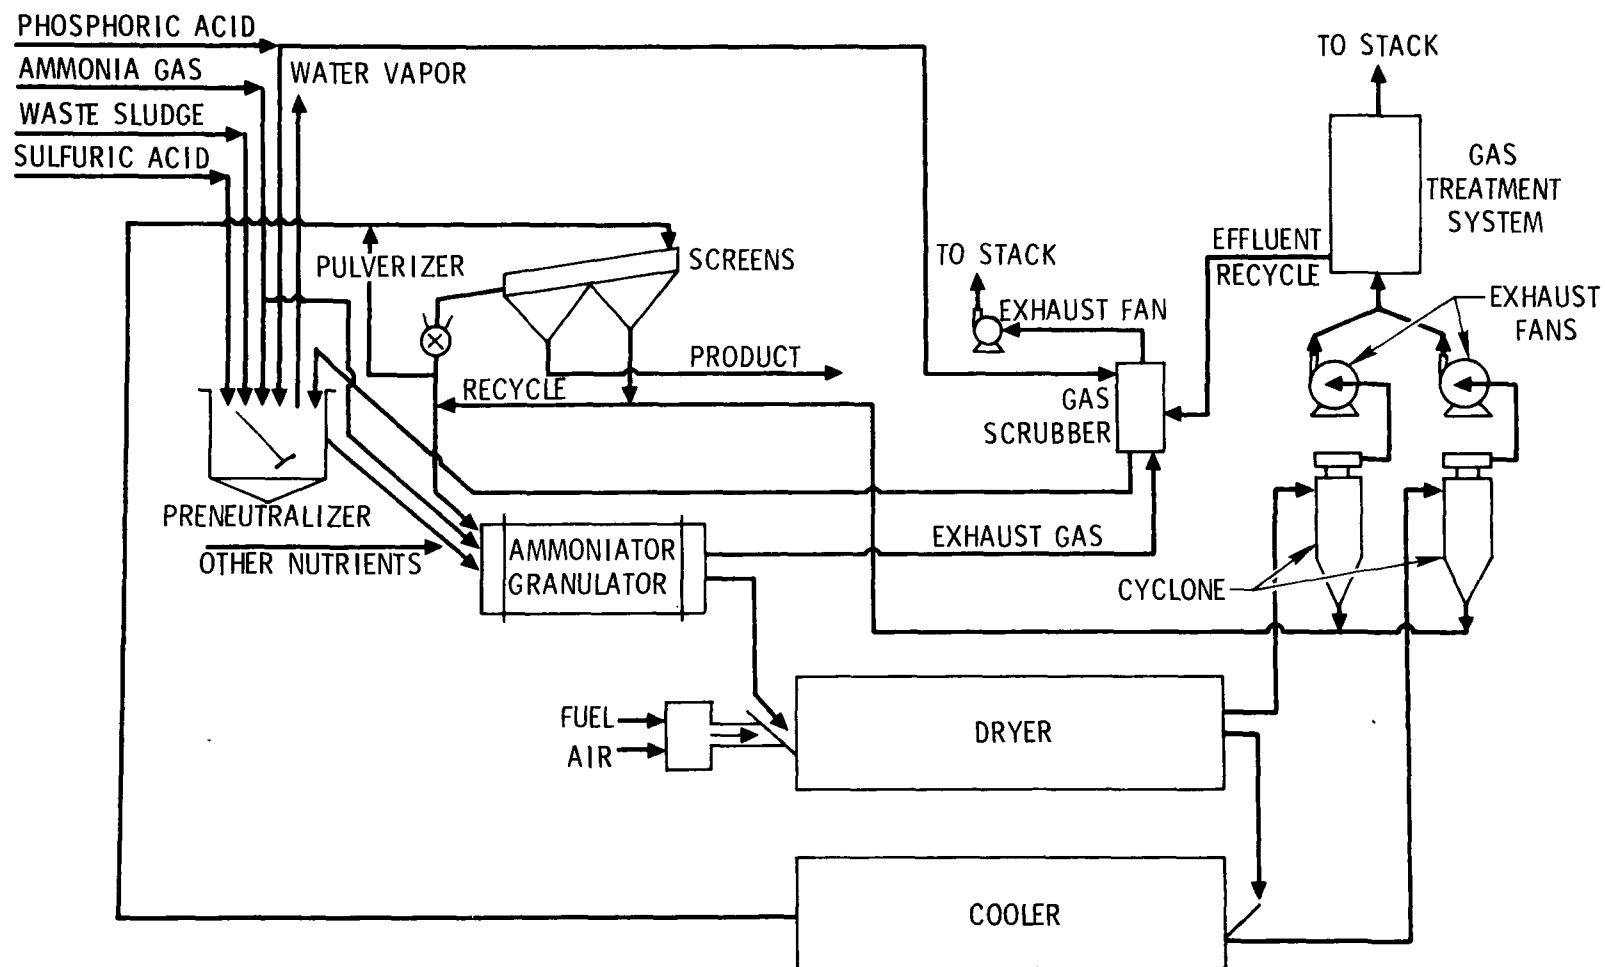 PHOSPHORIC ACID
AMMONIA GAS
WASTE SLUDGE
SULFURIC ACID
WATER VAPOR
TO STACK
GAS
TREATMENT
SYSTEM
PULVERIZER
SCREENS
TO STACK
EXHAUST FAN
EFFLUENT
RECYCLE
EXHAUST
FANS
PRODUCT
RECYCLE
GAS
SCRUBBER
PRENEUTRALIZER
OTHER NUTRIENTS
AMMONIATOR
GRANULATOR
EXHAUST GAS
CYCLONE
FUEL
AIR
DRYER
COOLER